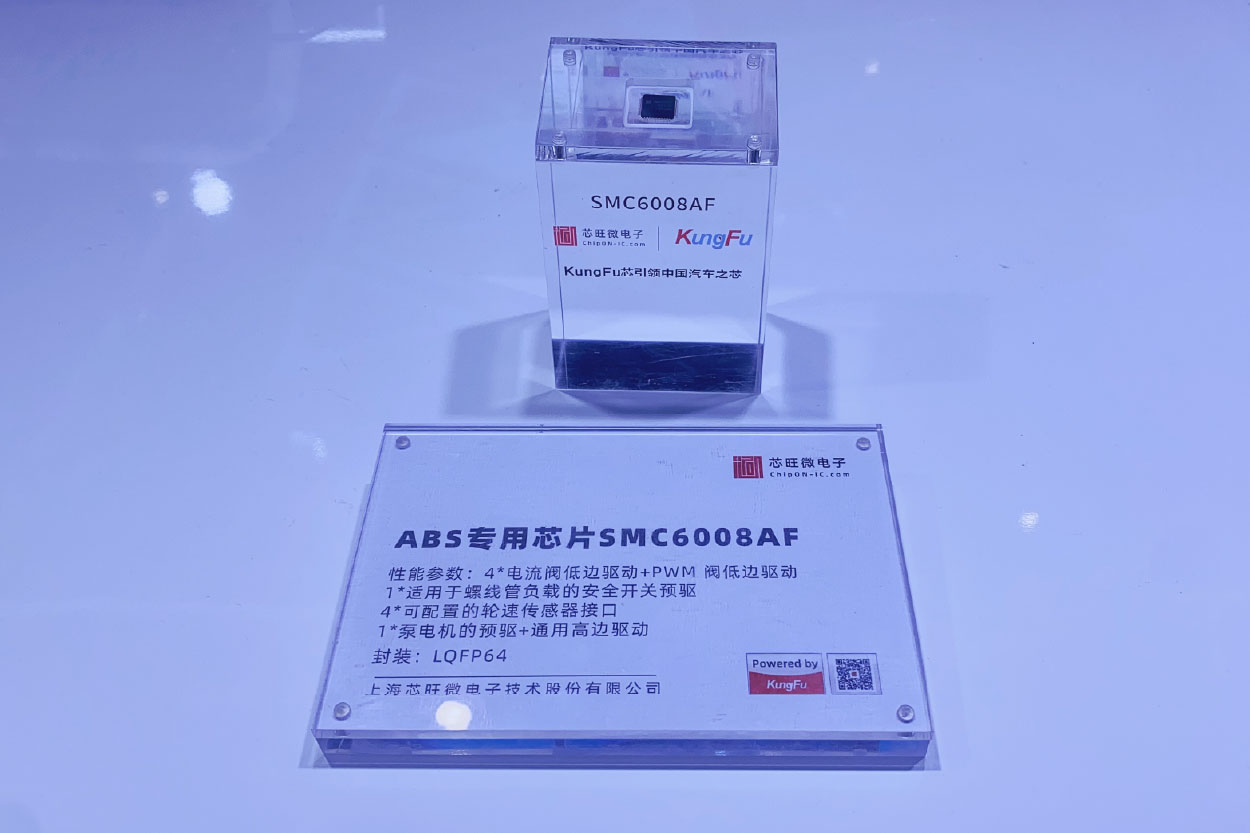 SMC6008AF
芯旺微电子
ChipON-IC.com
KungFu
KungFu芯引领中国汽车之芯
芯旺微电子
ChipON-IC.com
ABS专用芯片SMC6008AF
性能参数：4*电流阀低边驱动+PWM 阀低边驱动
1*适用于螺线管负载的安全开关预驱
4*可配置的轮速传感器接口
1*泵电机的预驱+通用高边驱动
封装：LQFP64
上海芯旺微电子技术股份有限公司
Powered by
KungFu